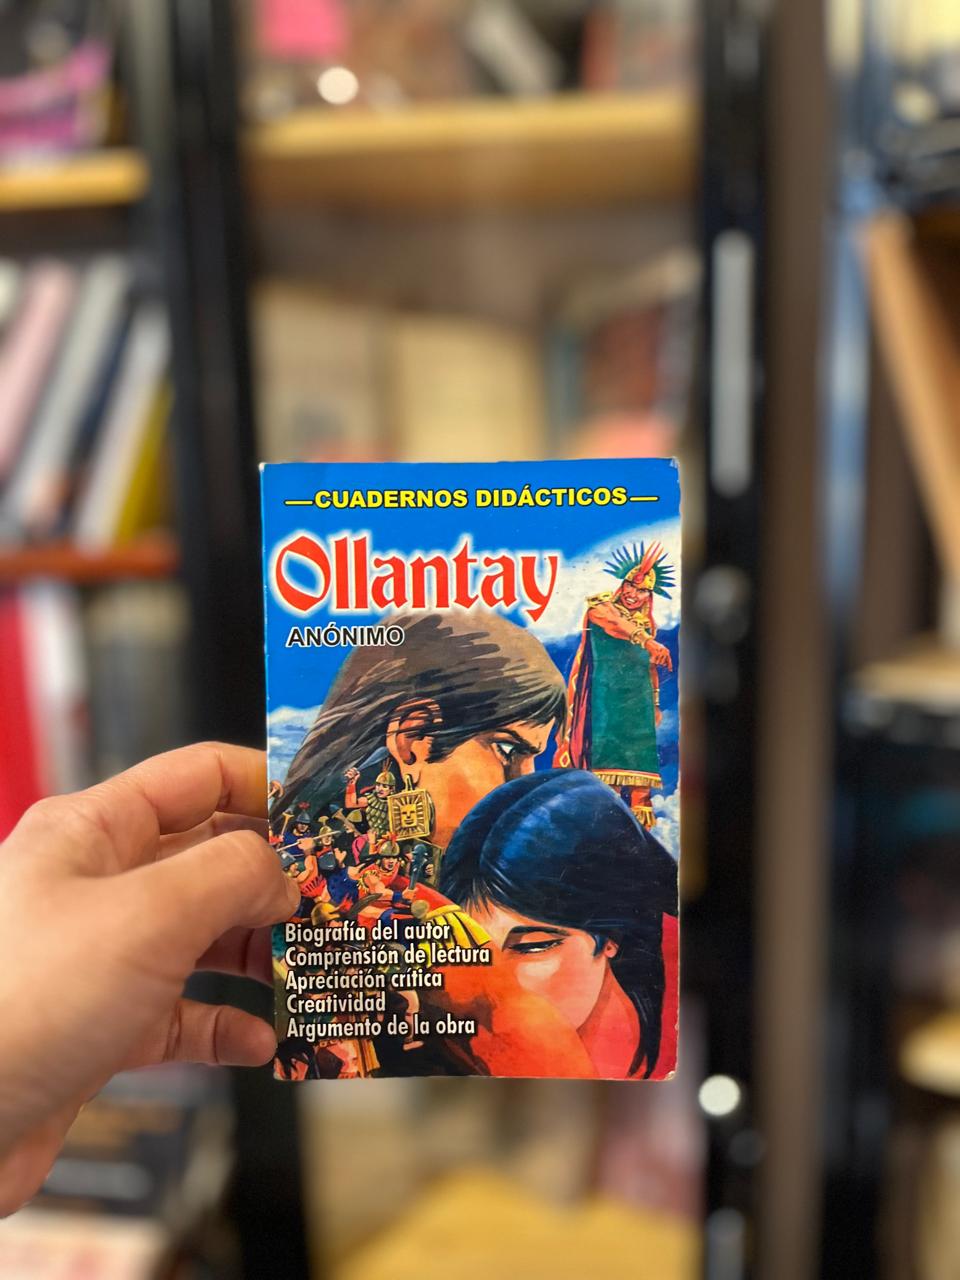 —CUADERNOS DIDÁCTICOS—
Ollantay
ANÓNIMO
Biografía del autor
Comprensión de lectura
Apreciación crítica
Creatividad
Argumento de la obra